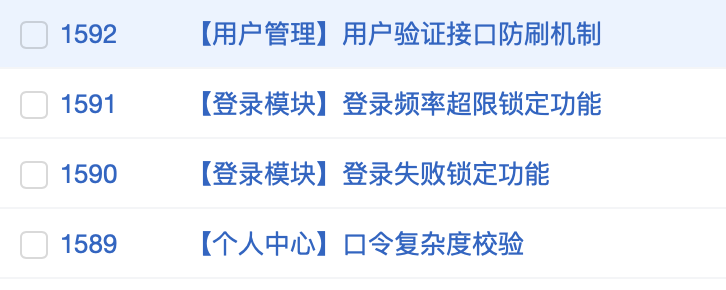 1592 【用户管理】用户验证接口防刷机制
1591 【登录模块】登录频率超限锁定功能
1590 【登录模块】登录失败锁定功能
1589 【个人中心】口令复杂度校验